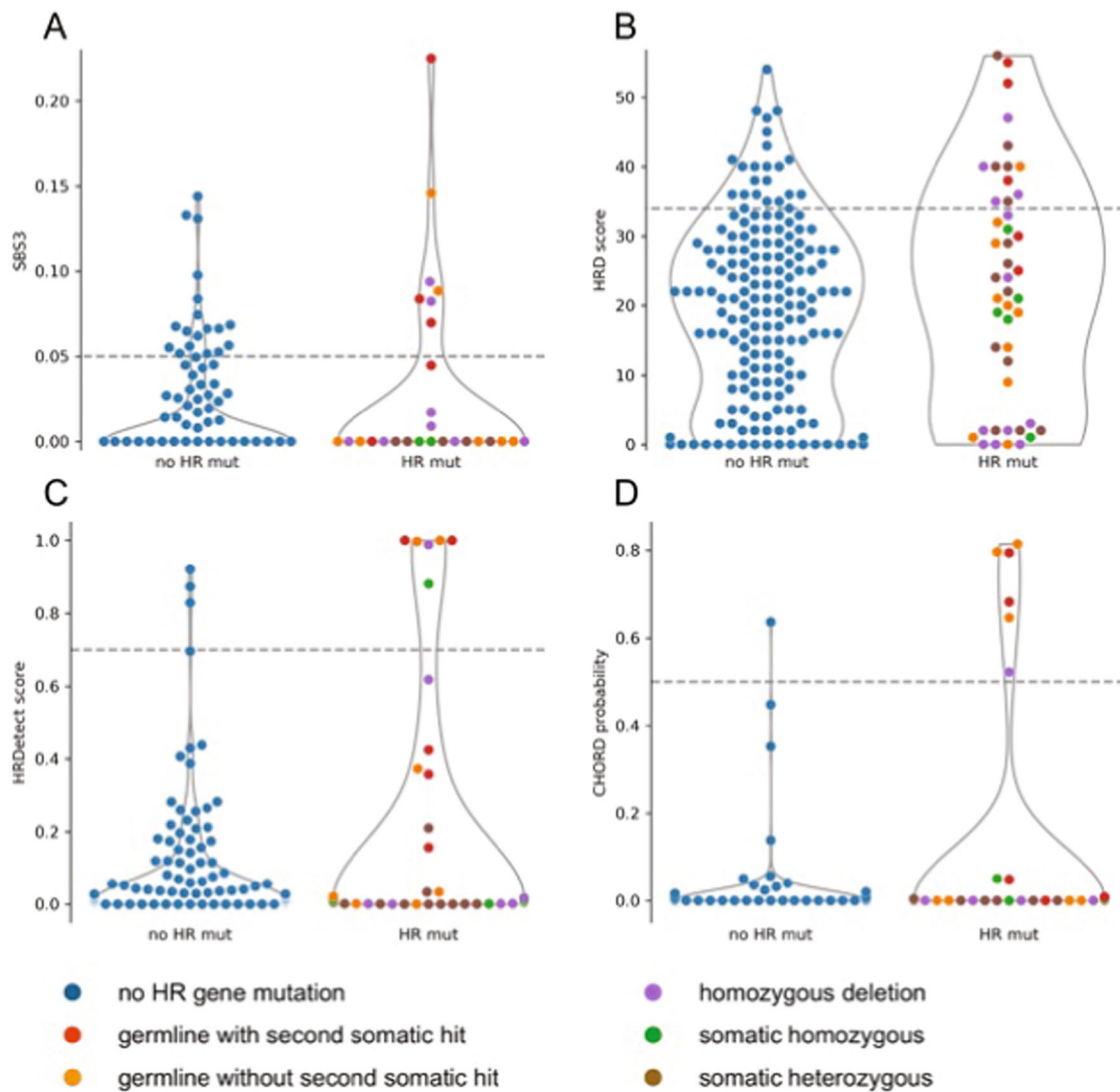 A
SBS3
0.20
0.15
0.10
0.05
0.00
no HR mut
HR mut
B
HRD score
50
40
30
20
10
0
no HR mut
HR mut
C
HRDetect score
1.0
0.8
0.6
0.4
0.2
0.0
no HR mut
HR mut
D
CHORD probability
0.8
0.6
0.4
0.2
0.0
no HR mut
HR mut
no HR gene mutation
germline with second somatic hit
germline without second somatic hit
homozygous deletion
somatic homozygous
somatic heterozygous